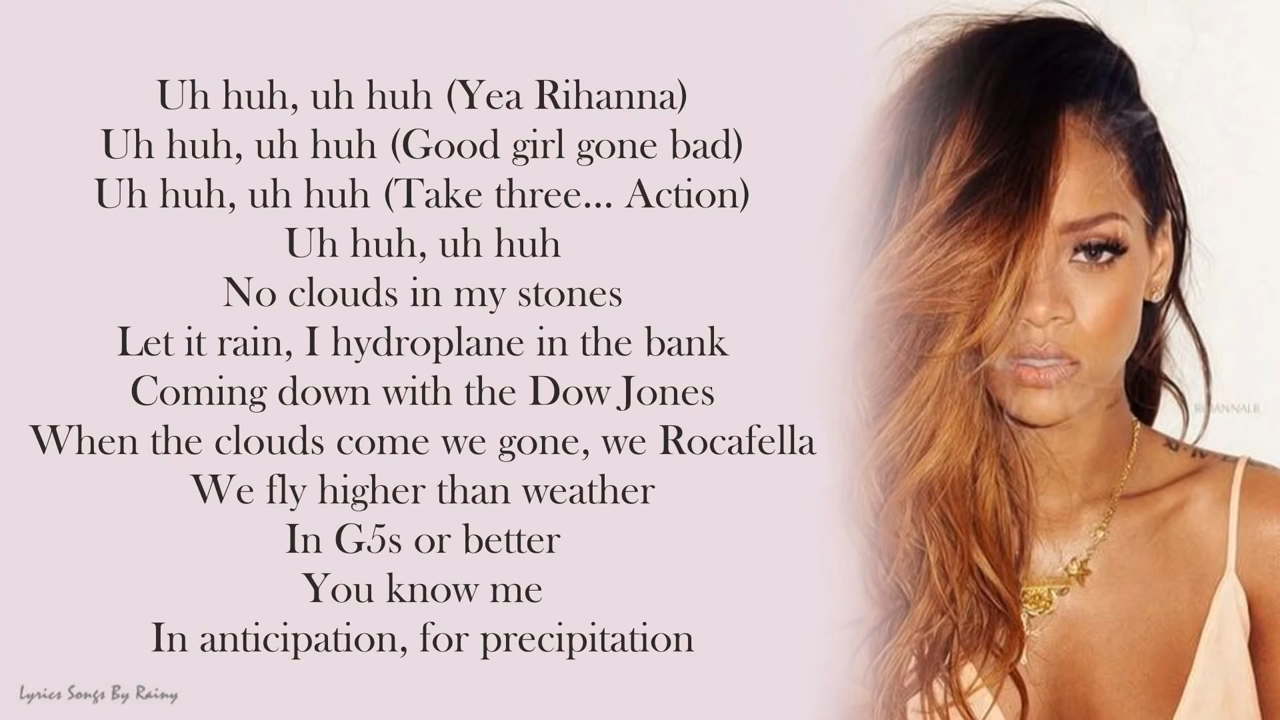 Uh huh, uh huh (Yea Rihanna)
Uh huh, uh huh (Good girl gone bad)
Uh huh, uh huh (Take three... Action)
Uh huh, uh huh
No clouds in my stones
Let it rain, I hydroplane in the bank
Coming down with the Dow Jones
When the clouds come we gone, we Rocafella
We fly higher than weather
In G5s or better
You know me
In anticipation, for precipitation
Lyrics Songs By Rainy